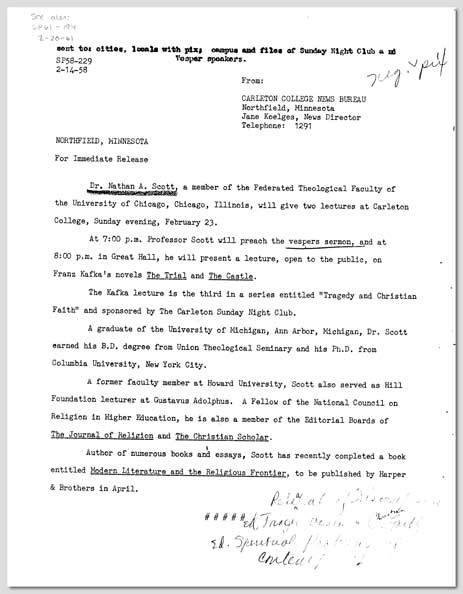 See also:
SP61-194
2-20-61
sent to: cities, locals with pix; campus and files of Sunday Night Club and
Vesper speakers.
SP58-229
2-14-58
neg. & pix
From:
CARLETON COLLEGE NEWS BUREAU
Northfield, Minnesota
Jane Keelges, News Director
Telephone: 1291
NORTHFIELD, MINNESOTA
For Immediate Release
Dr. Nathan A. Scott, a member of the Federated Theological Faculty of
the University of Chicago, Chicago, Illinois, will give two lectures at Carleton
College, Sunday evening, February 23.
At 7:00 p.m. Professor Scott will preach the vespers sermon, and at
8:00 p.m. in Great Hall, he will present a lecture, open to the public, on
Franz Kafka's novels The Trial and The Castle.
The Kafka lecture is the third in a series entitled "Tragedy and Christian
Faith" and sponsored by The Carleton Sunday Night Club.
A graduate of the University of Michigan, Ann Arbor, Michigan, Dr. Scott
earned his B.D. degree from Union Theological Seminary and his Ph.D. from
Columbia University, New York City.
A former faculty member at Howard University, Scott also served as Hill
Foundation lecturer at Gustavus Adolphus. A Fellow of the National Council on
Religion in Higher Education, he is also a member of the Editorial Boards of
The Journal of Religion and The Christian Scholar.
Author of numerous books and essays, Scott has recently completed a book
entitled Modern Literature and the Religious Frontier, to be published by Harper
& Brothers in April.
#####
Ed. Tragic Vision
Ed. Spiritual